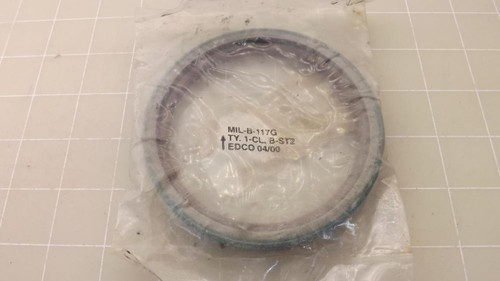 MIL-B-117G
↑ TY. 1-CL. B-ST2
EDCO 04/00